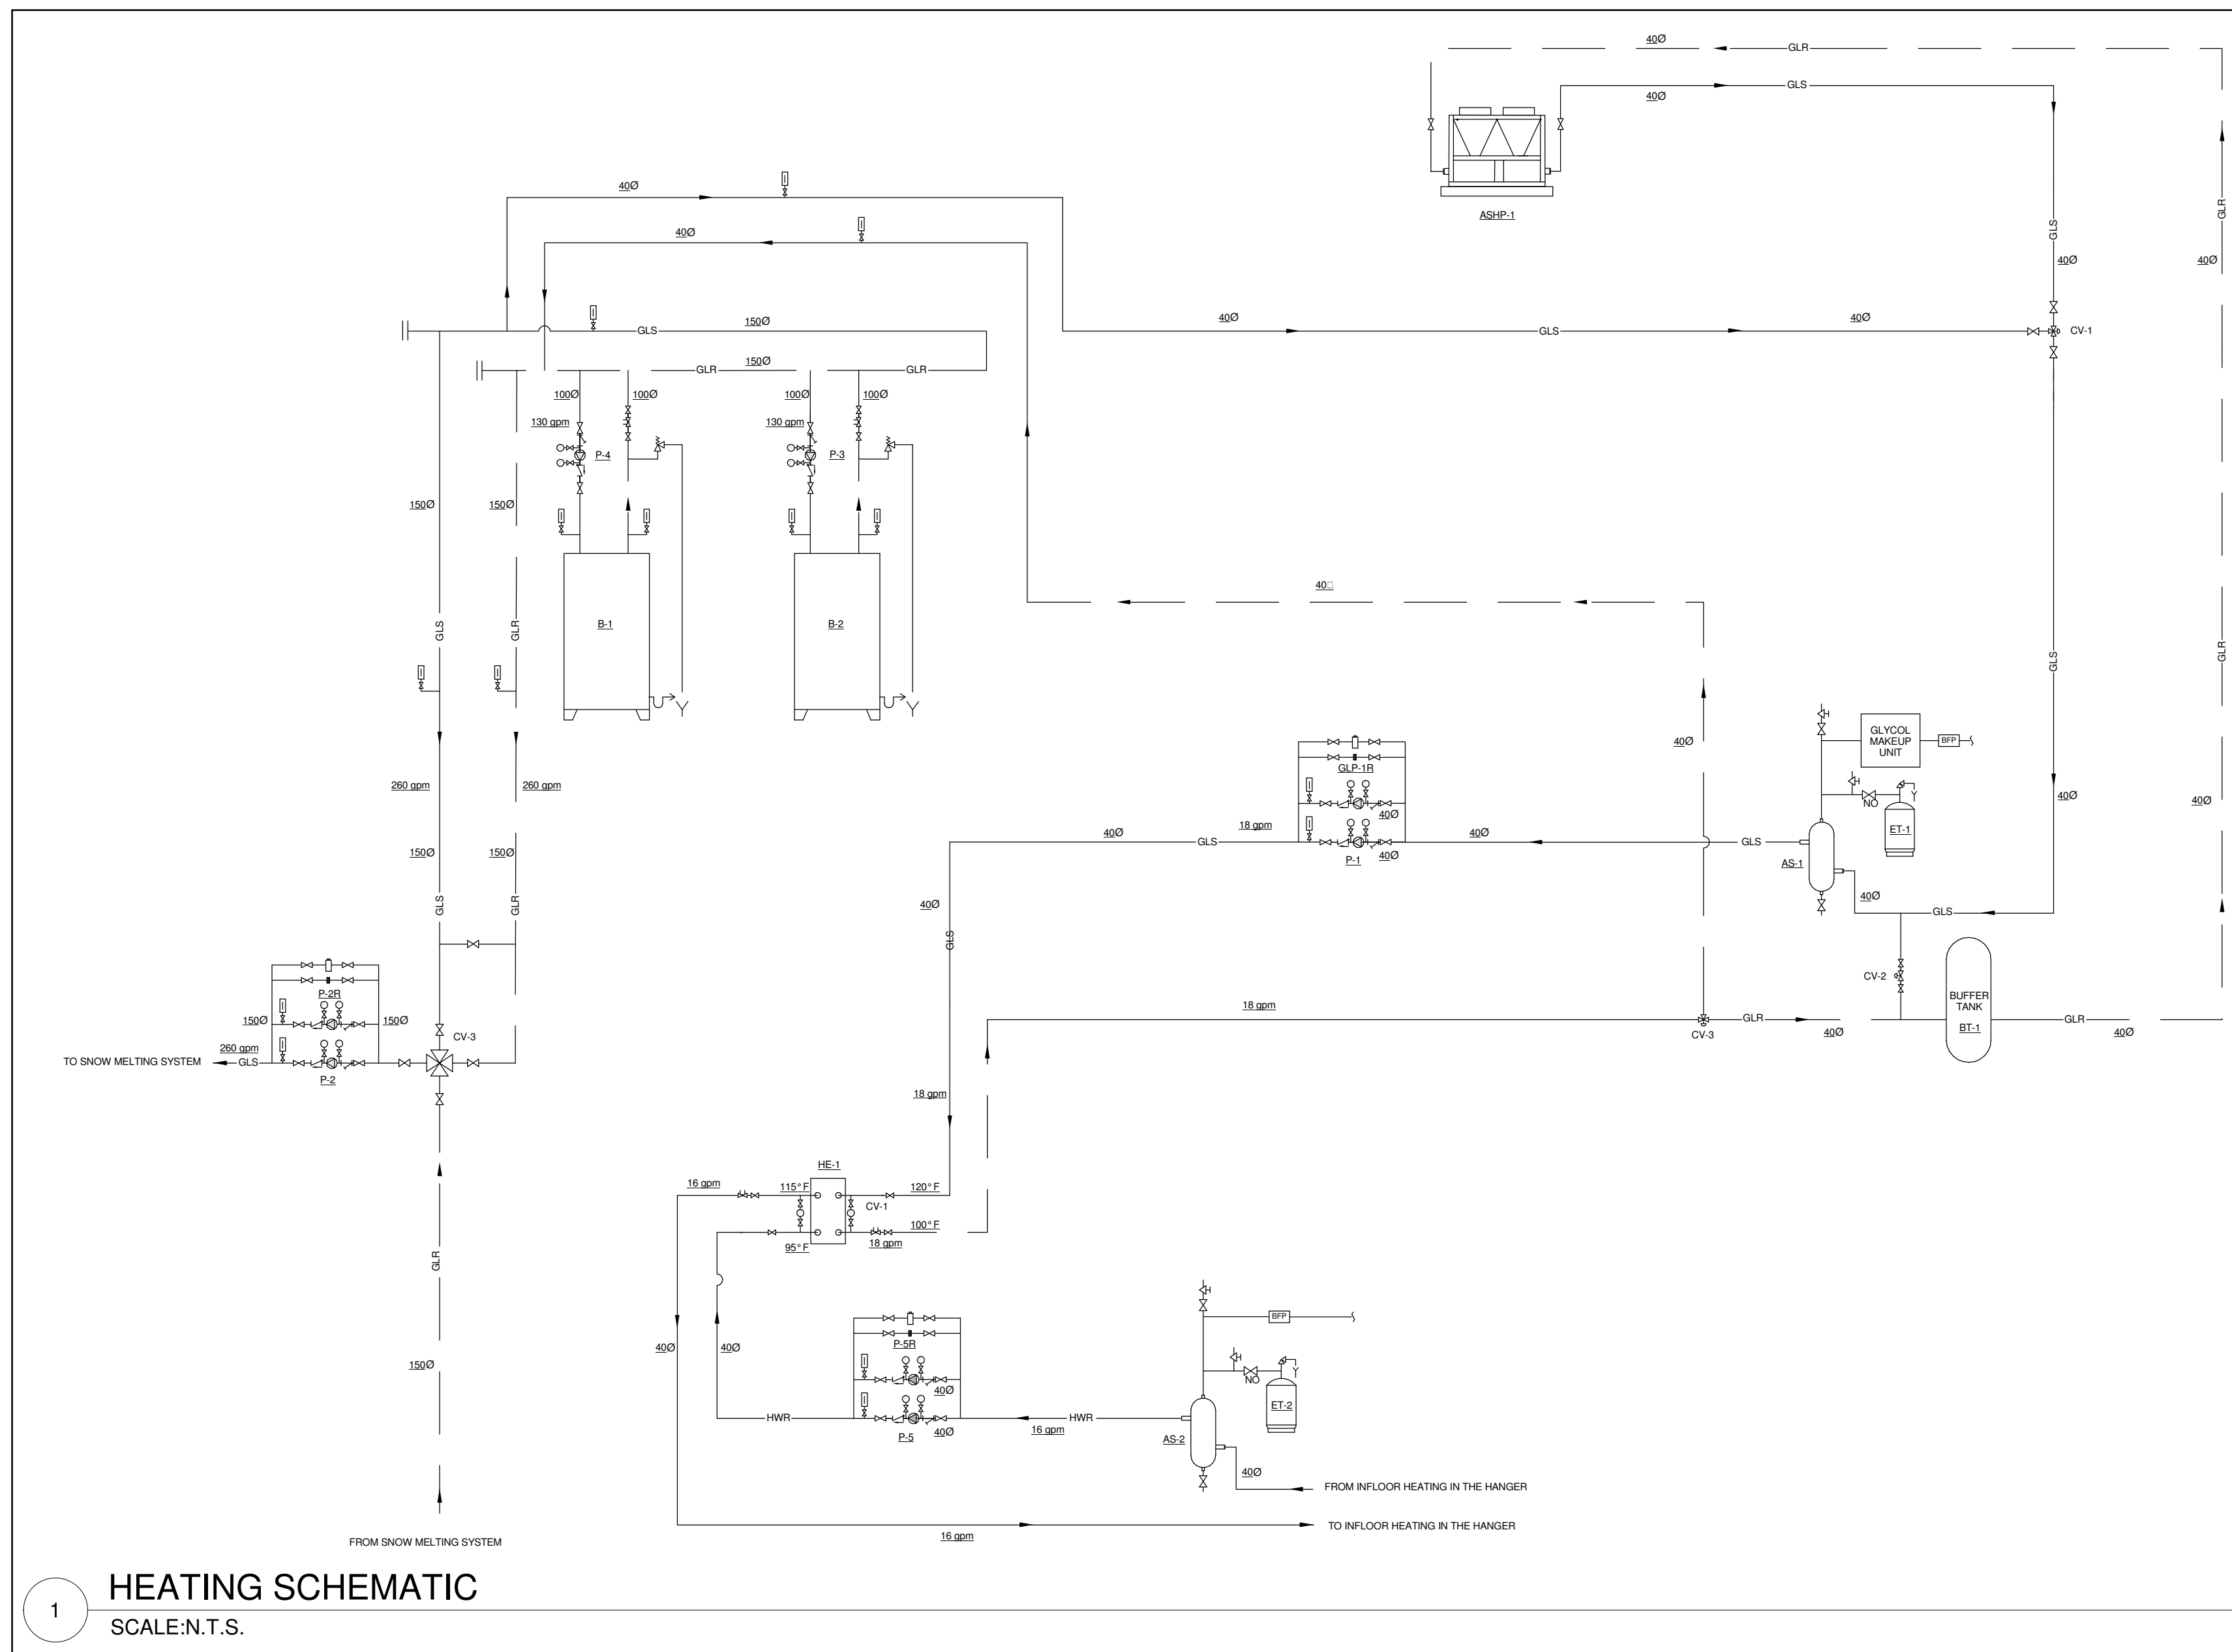 40Ø
GLR
GLS
40Ø
ASHP-1
GLR
GLS
40Ø
40Ø
40Ø
40Ø
150Ø
GLS
40Ø
GLS
40Ø
CV-1
150Ø
GLR
GLR
100Ø
100Ø
100Ø
100Ø
130 gpm
130 gpm
P-4
P-3
150Ø
150Ø
40□
B-1
B-2
GLS
GLR
GLS
GLR
GLYCOL
MAKEUP
UNIT
BFP
40Ø
GLP-1R
260 gpm
260 gpm
40Ø
40Ø
NO
40Ø
18 gpm
ET-1
40Ø
40Ø
GLS
GLS
150Ø
150Ø
P-1
40Ø
AS-1
40Ø
40Ø
GLS
GLR
GLS
GLS
CV-2
P-2R
BUFFER
TANK
BT-1
18 gpm
150Ø
150Ø
CV-3
GLR
40Ø
GLR
40Ø
CV-3
260 gpm
TO SNOW MELTING SYSTEM
GLS
P-2
18 gpm
HE-1
16 gpm
115°F
120°F
CV-1
100°F
95°F
18 gpm
GLR
BFP
P-5R
40Ø
40Ø
150Ø
NO
40Ø
ET-2
HWR
HWR
P-5
40Ø
16 gpm
AS-2
40Ø
FROM INFLOOR HEATING IN THE HANGER
TO INFLOOR HEATING IN THE HANGER
16 gpm
FROM SNOW MELTING SYSTEM
1
HEATING SCHEMATIC
SCALE:N.T.S.